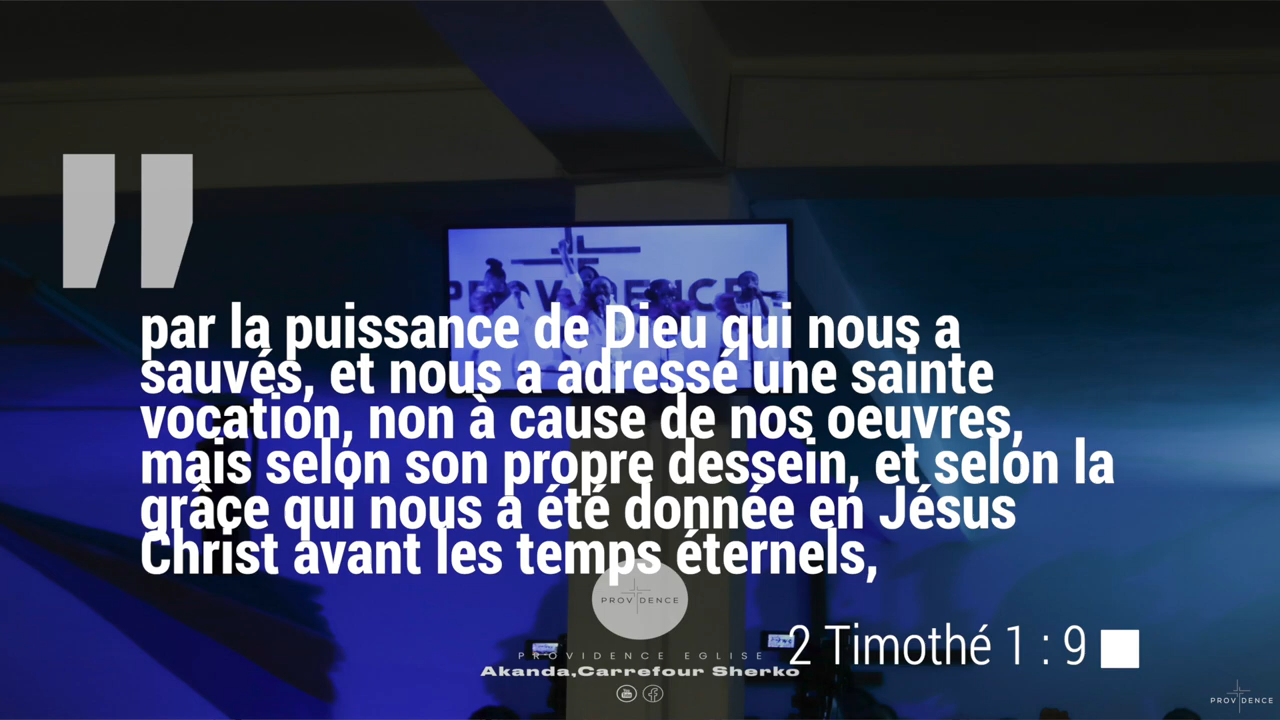 "
PROVIDENCE
par la puissance de Dieu qui nous a
sauvés, et nous a adressé une sainte
vocation, non à cause de nos oeuvres,
mais selon son propre dessein, et selon la
grâce qui nous a été donnée en Jésus
Christ avant les temps éternels,
PROVIDENCE
2 Timothé 1 : 9
PROVIDENCE EGLISE
Akanda,Carrefour Sherko
PROVIDENCE